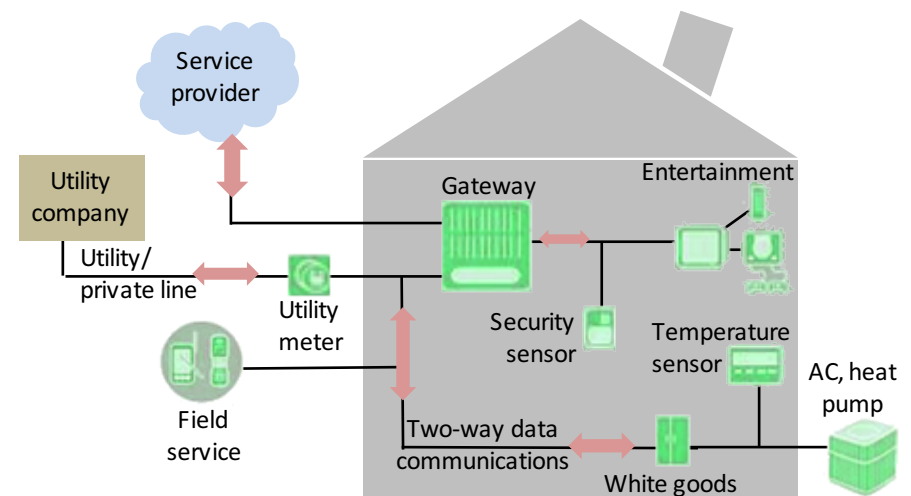 Service
provider
Utility
company
Gateway
Entertainment
Utility/
private line
Utility
meter
Security
sensor
Temperature
sensor
AC, heat
pump
Field
service
Two-way data
communications
White goods